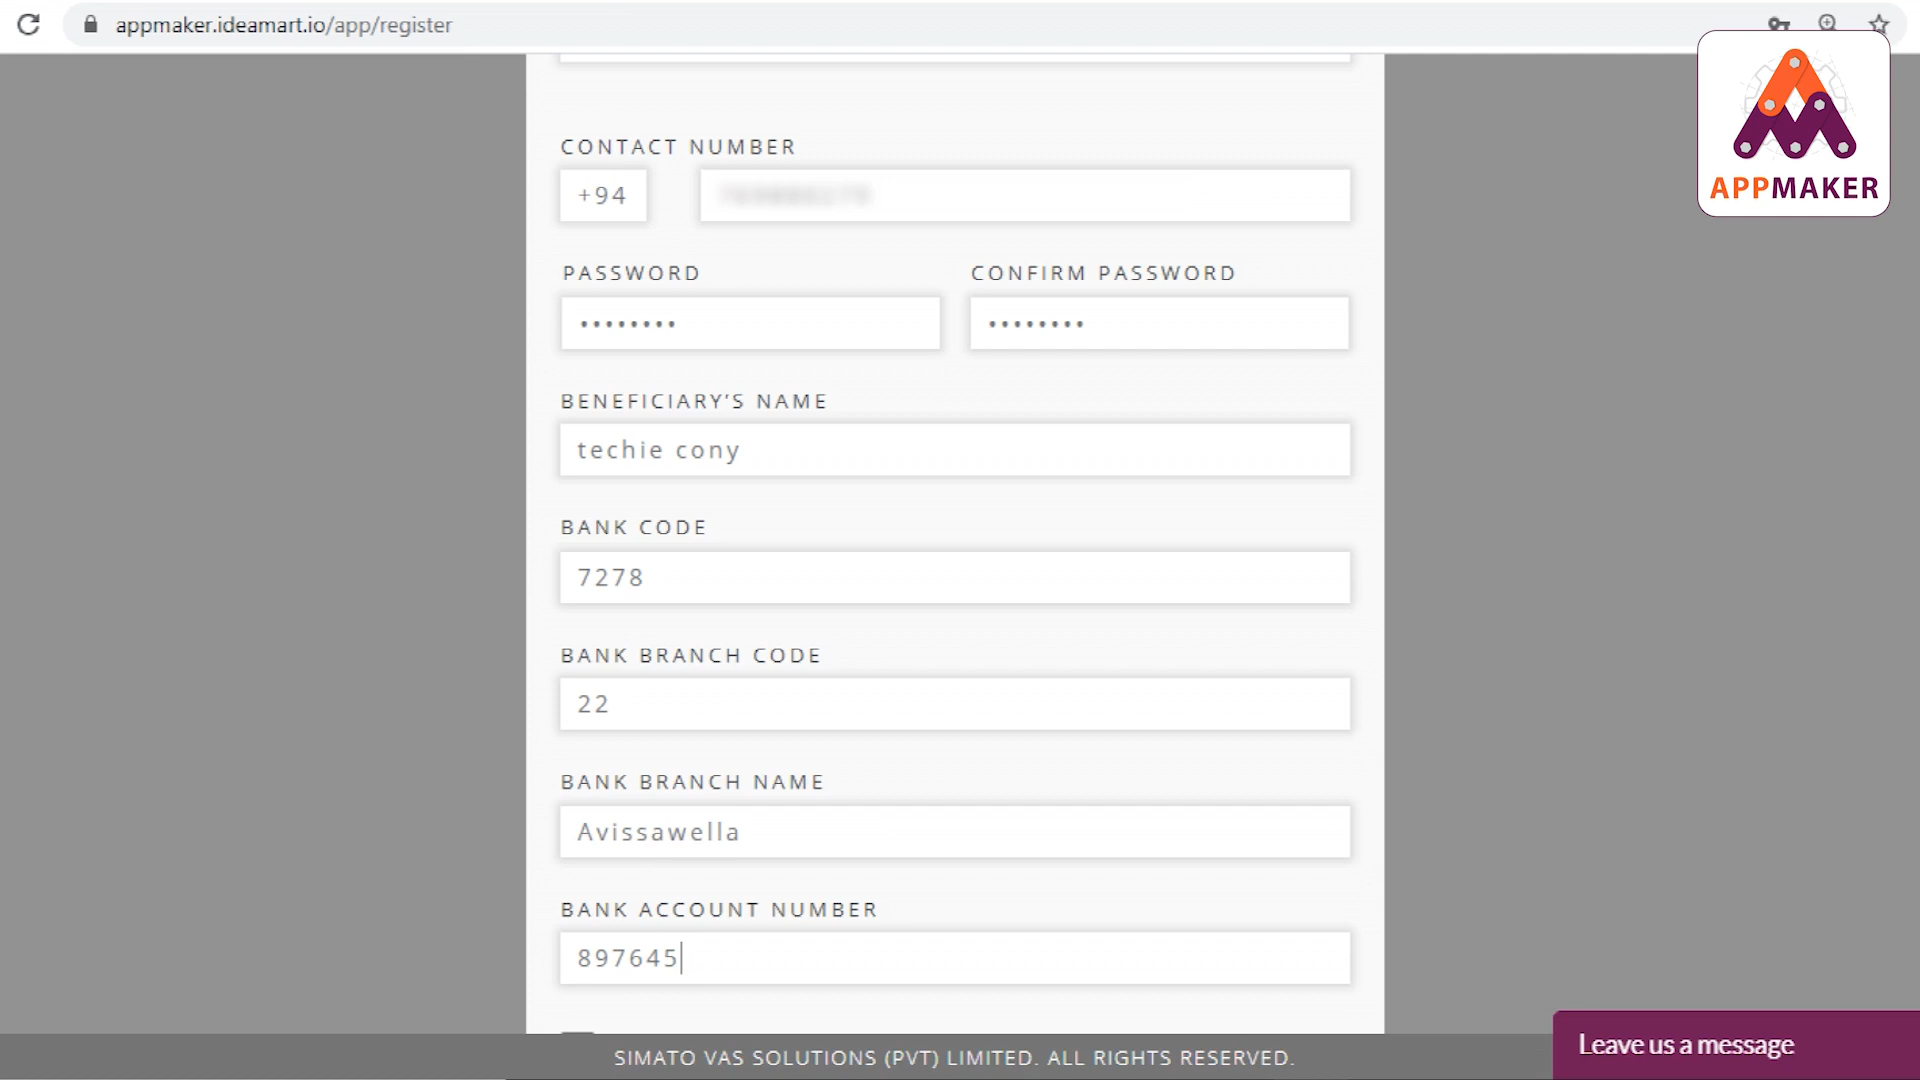 appmaker.ideamart.io/app/register
APPMAKER
CONTACT NUMBER
+94
PASSWORD CONFIRM PASSWORD
•••••••• ••••••••
BENEFICIARY'S NAME
techie cony
BANK CODE
7278
BANK BRANCH CODE
22
BANK BRANCH NAME
Avissawella
BANK ACCOUNT NUMBER
897645
SIMATO VAS SOLUTIONS (PVT) LIMITED. ALL RIGHTS RESERVED.
Leave us a message